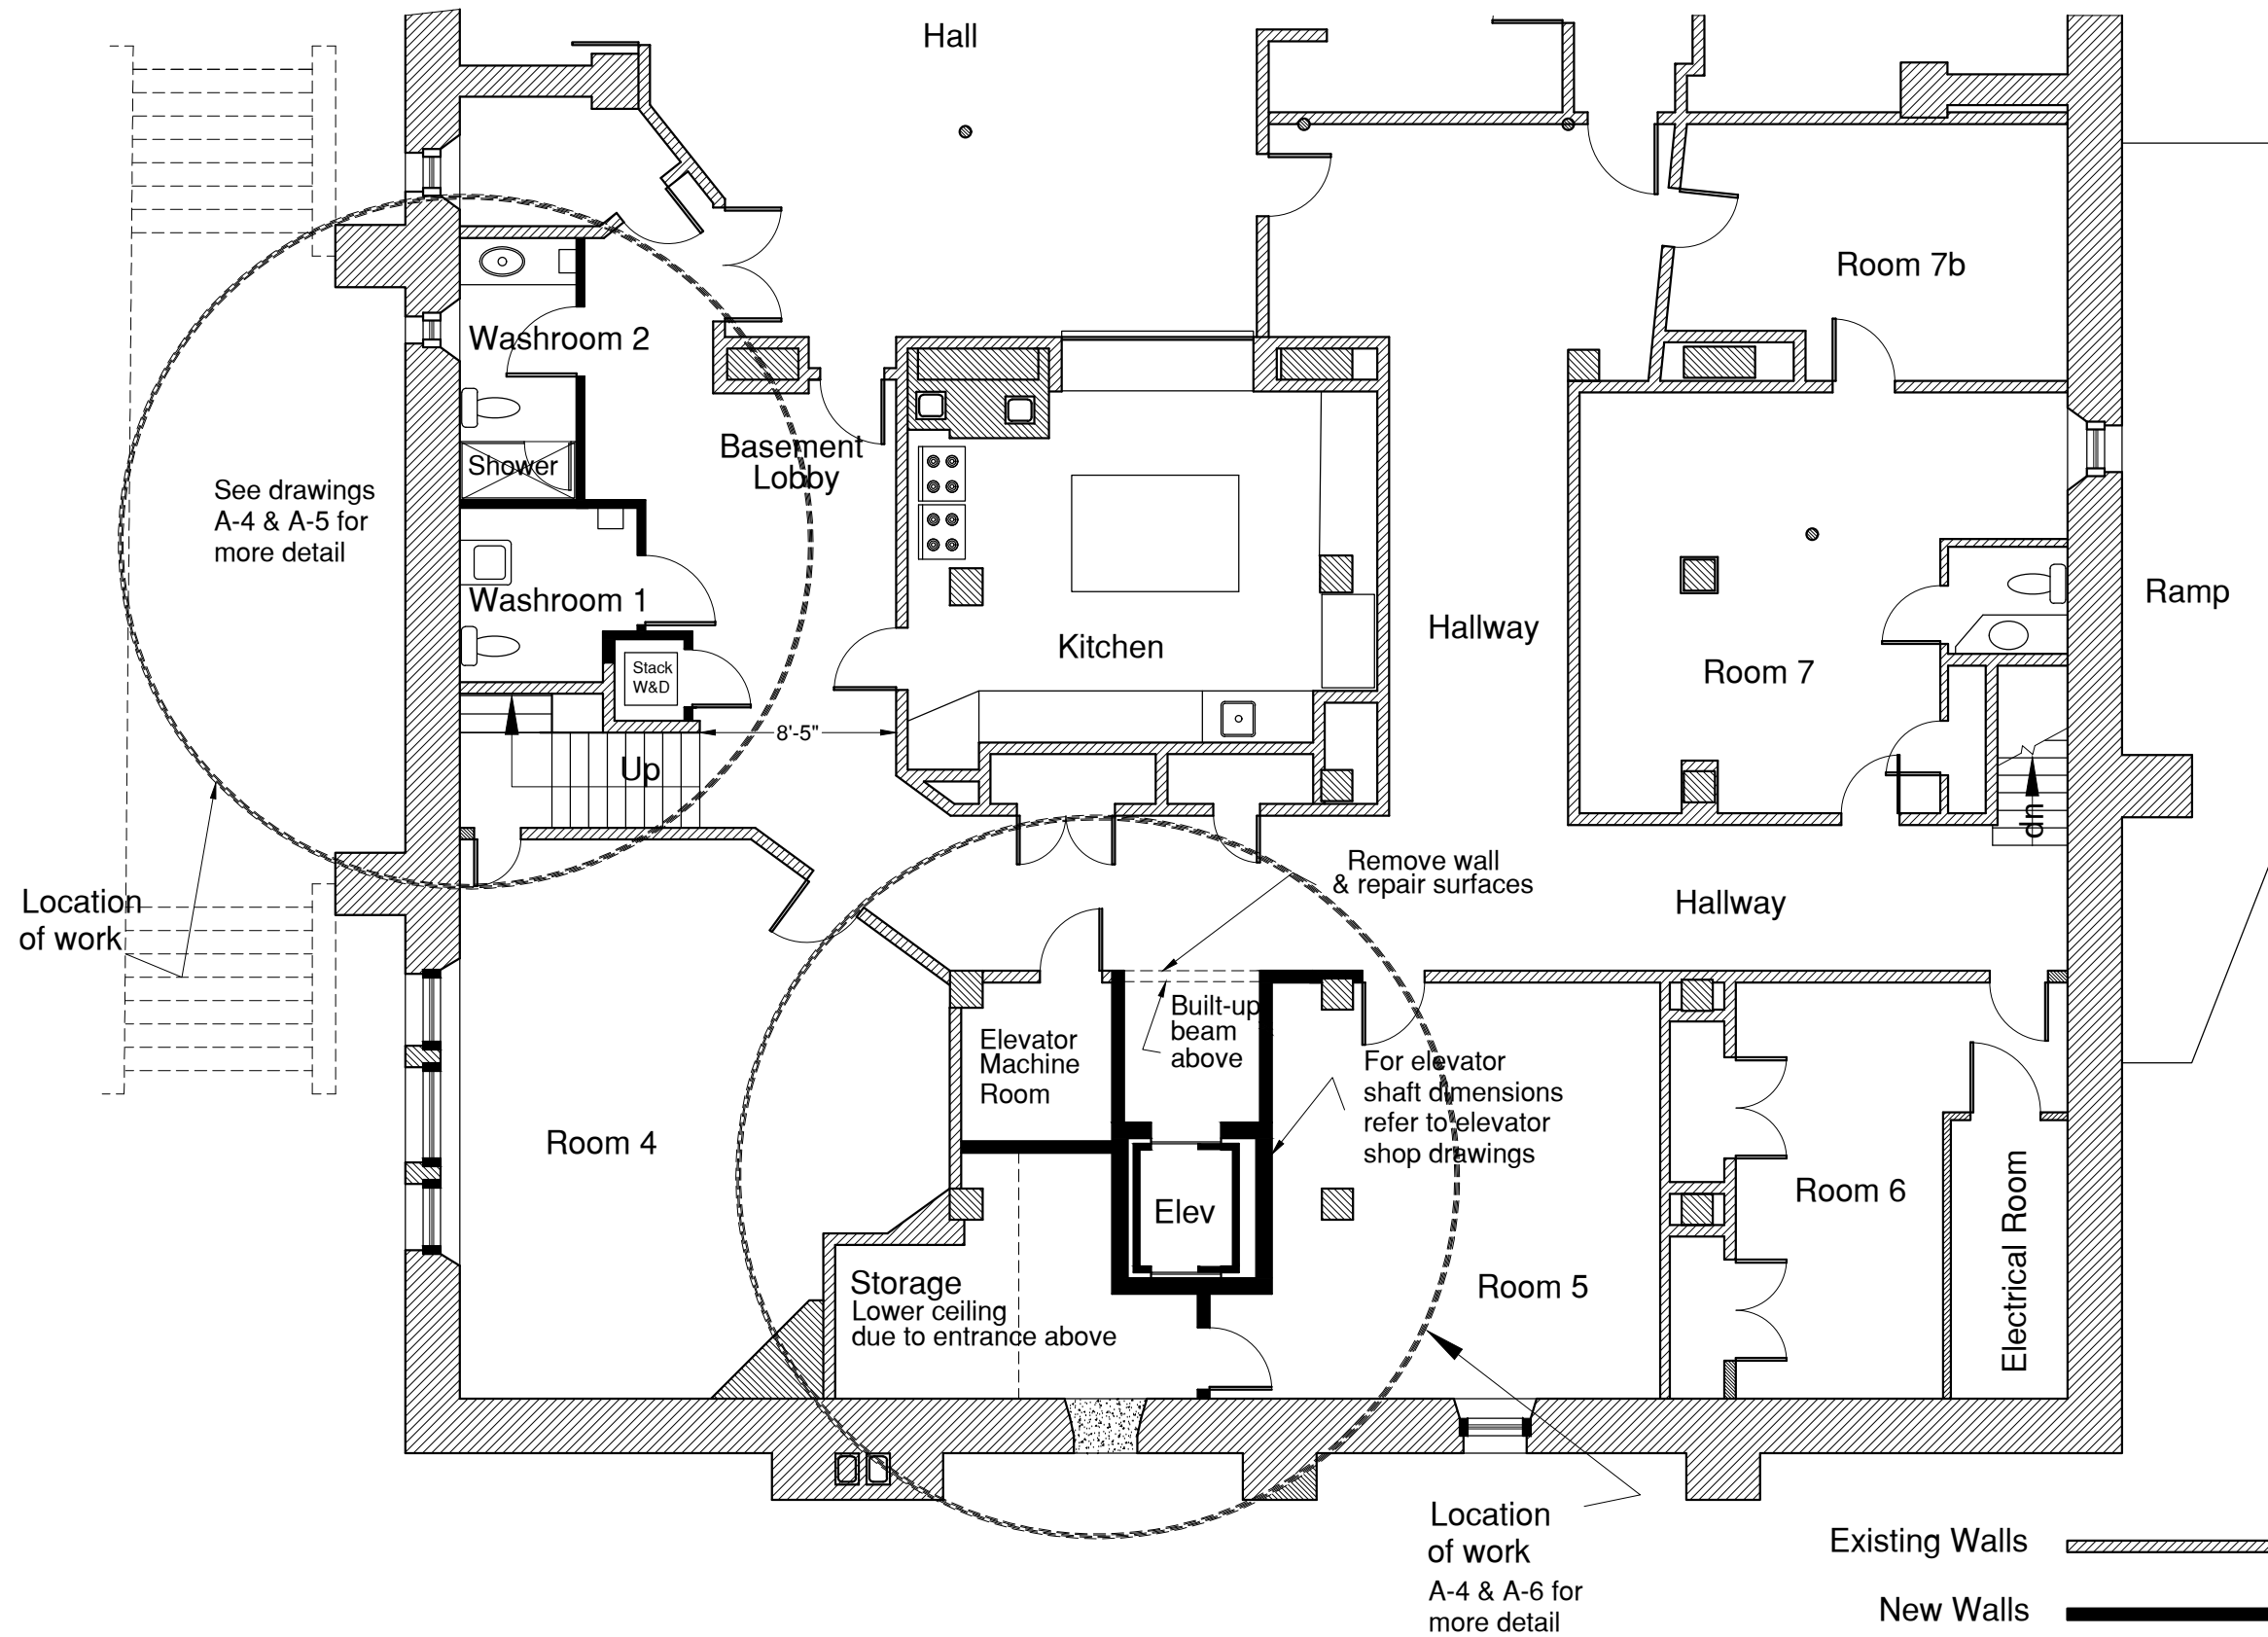 Hall
Room 7b
Washroom 2
Basement
Lobby
Shower
See drawings
A-4 & A-5 for
more detail
Washroom 1
Ramp
Kitchen
Hallway
Room 7
Stack
W&D
8'-5"
Up
up
Remove wall
& repair surfaces
Location
of work
Hallway
Built-up
beam
above
Elevator
Machine
Room
For elevator
shaft dimensions
refer to elevator
shop drawings
Room 4
Elev
Room 6
Electrical Room
Storage
Lower ceiling
due to entrance above
Room 5
Location
of work
A-4 & A-6 for
more detail
Existing Walls
New Walls